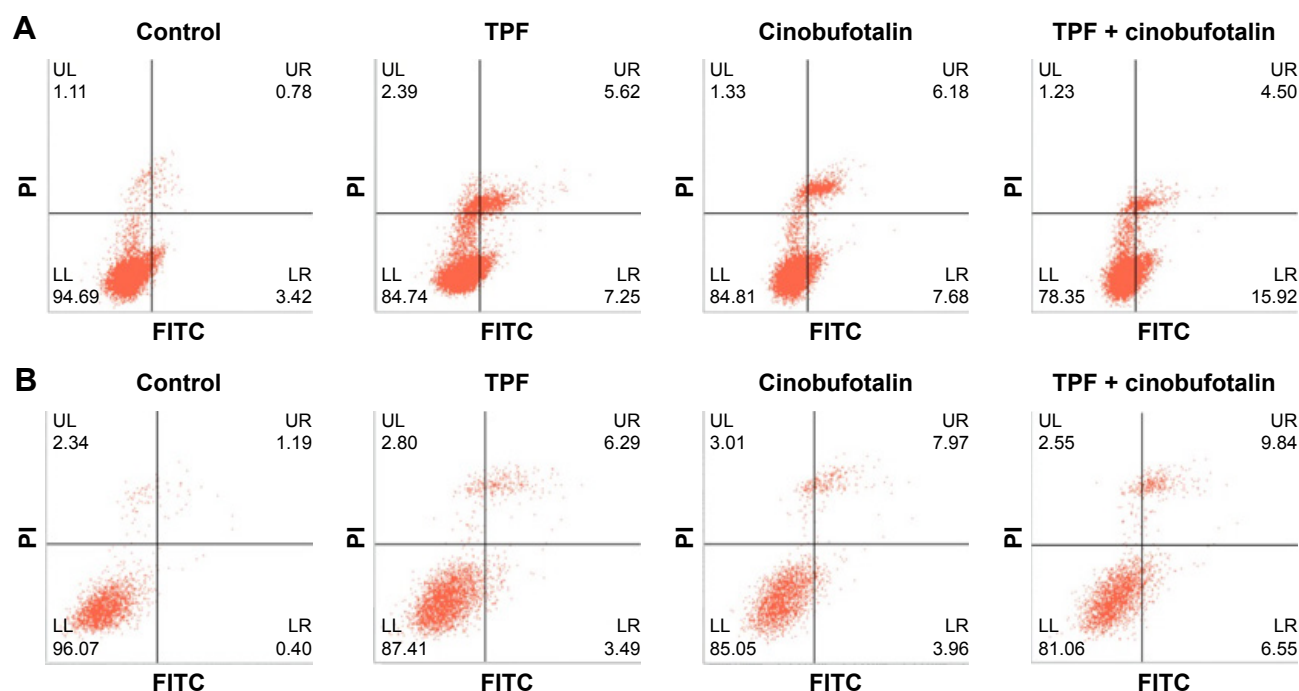 A
Control
TPF
Cinobufotalin
TPF + cinobufotalin
UL
1.11
UR
0.78
LL
94.69
LR
3.42
PI
FITC
UL
2.39
UR
5.62
LL
84.74
LR
7.25
PI
FITC
UL
1.33
UR
6.18
LL
84.81
LR
7.68
PI
FITC
UL
1.23
UR
4.50
LL
78.35
LR
15.92
PI
FITC
B
Control
TPF
Cinobufotalin
TPF + cinobufotalin
UL
2.34
UR
1.19
LL
96.07
LR
0.40
PI
FITC
UL
2.80
UR
6.29
LL
87.41
LR
3.49
PI
FITC
UL
3.01
UR
7.97
LL
85.05
LR
3.96
PI
FITC
UL
2.55
UR
9.84
LL
81.06
LR
6.55
PI
FITC